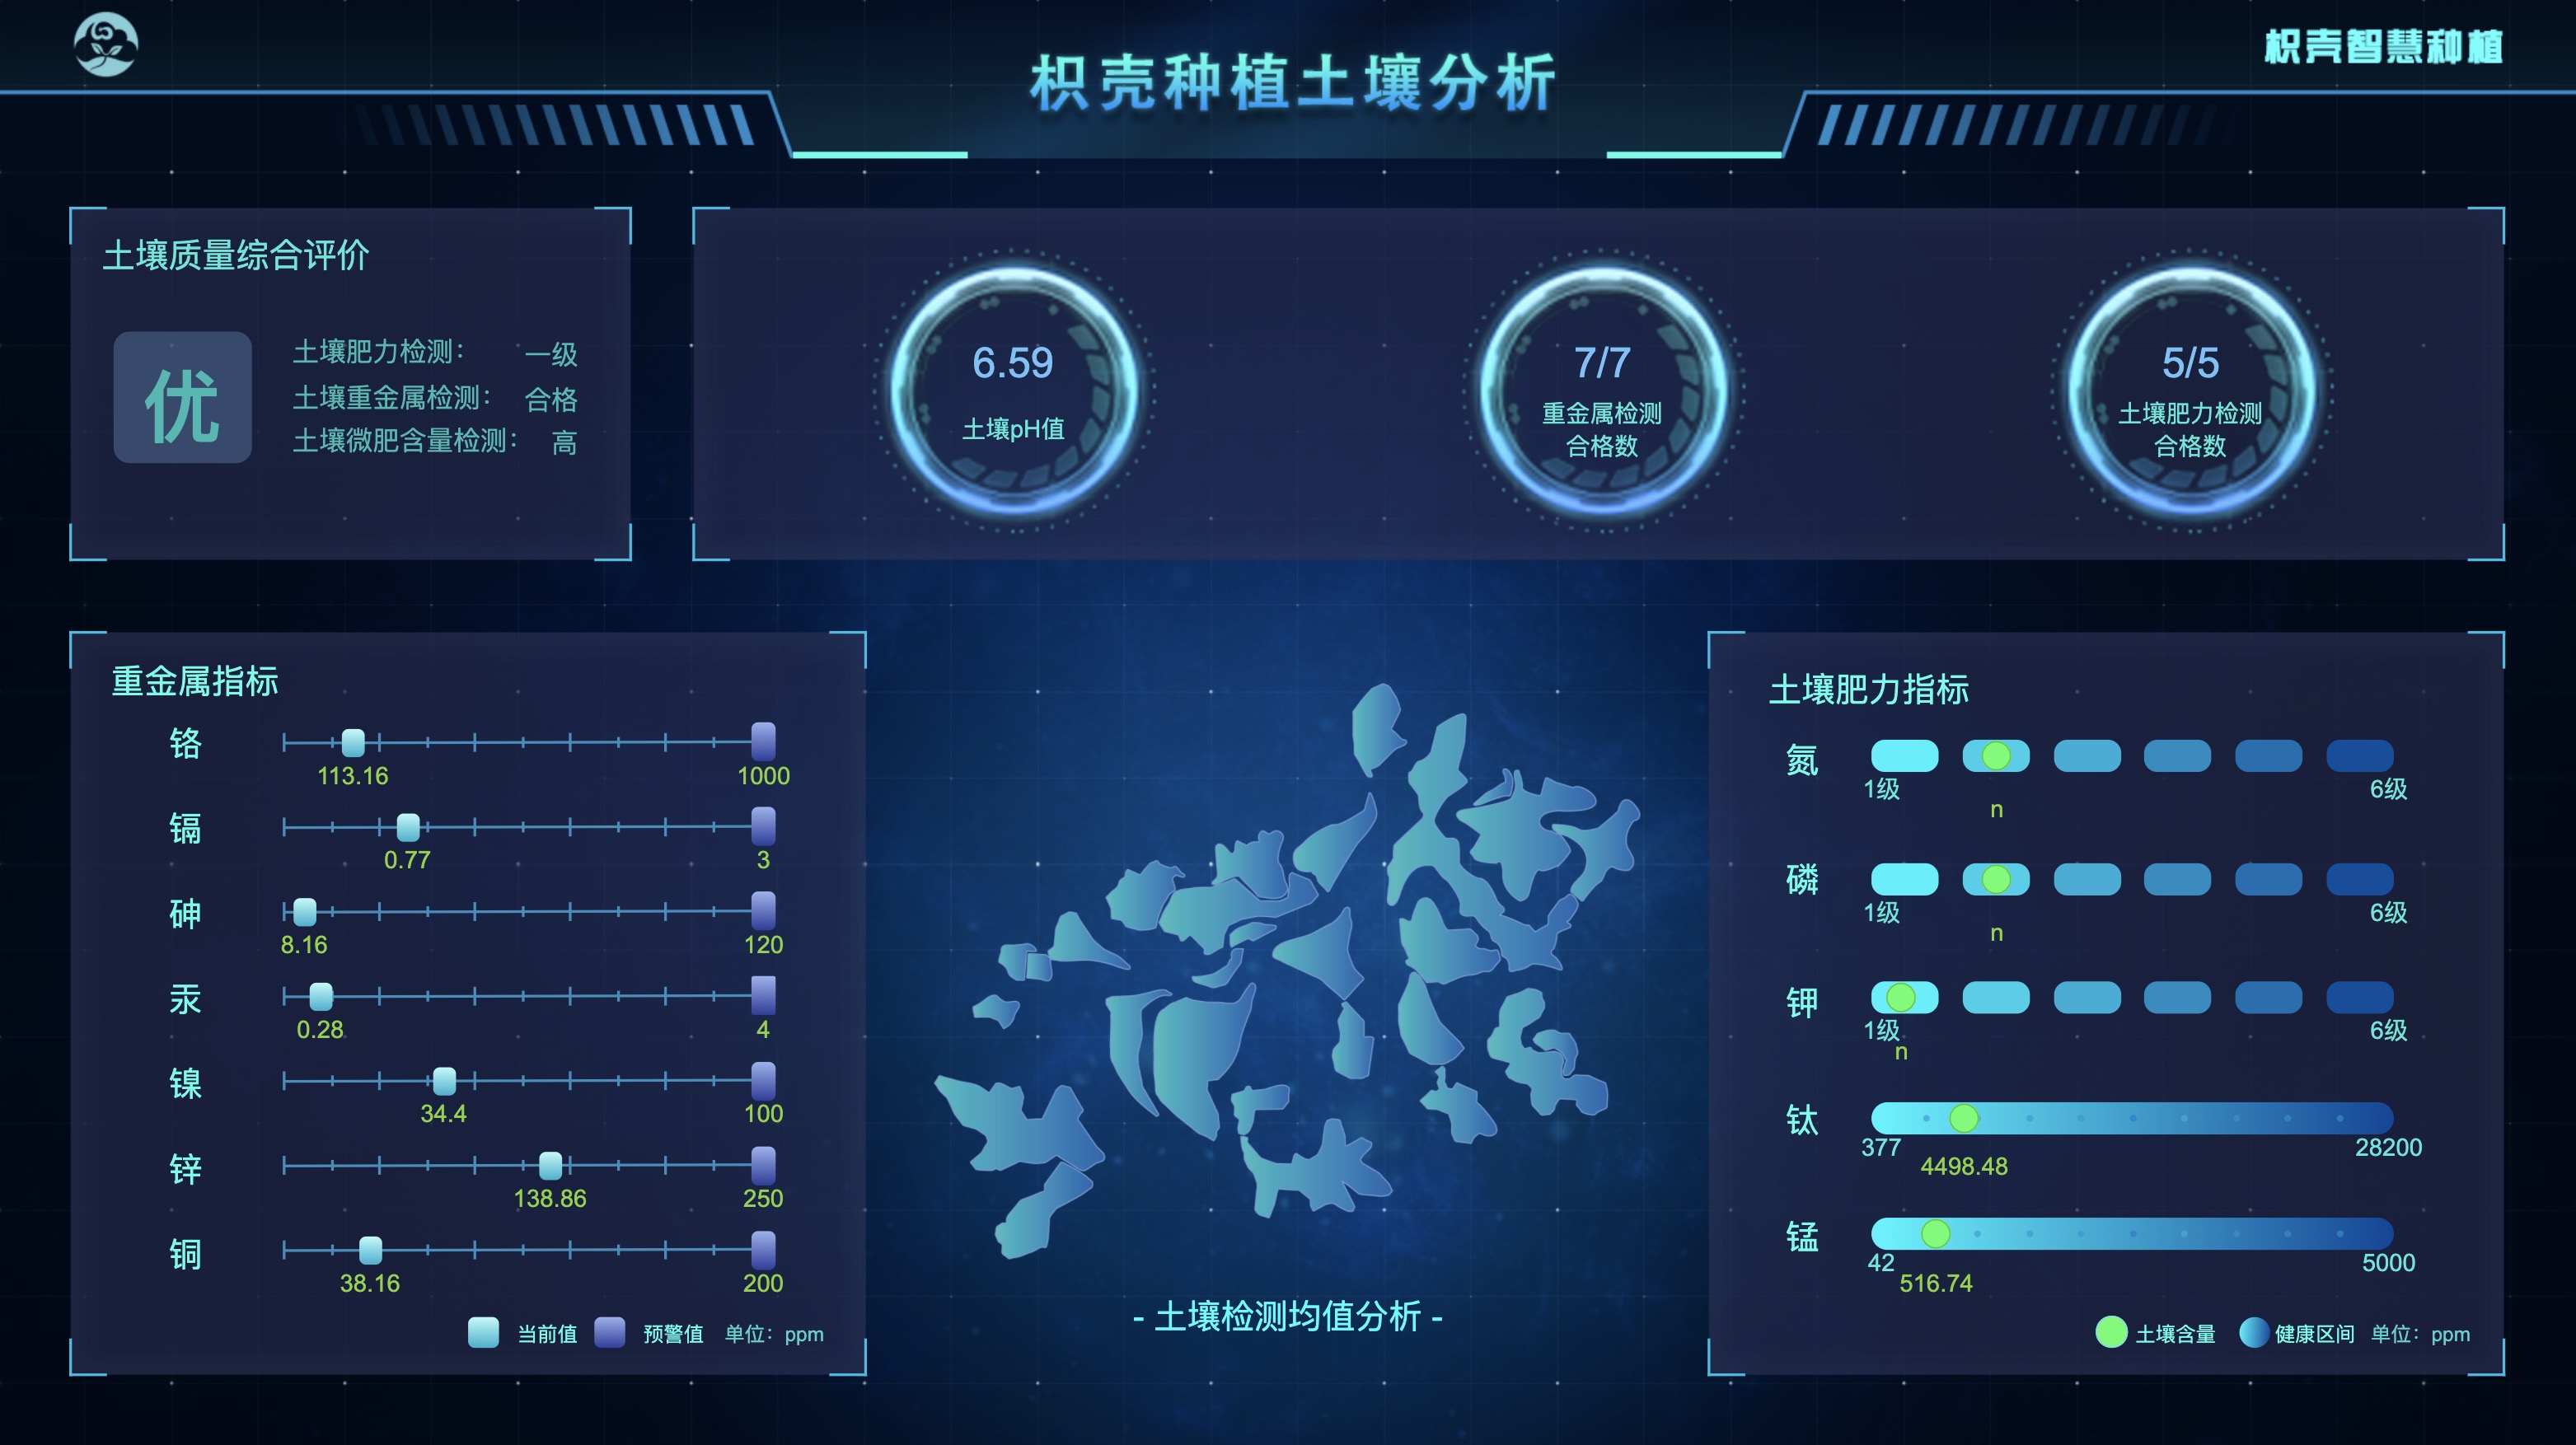 枳壳种植土壤分析
枳壳智慧种植
土壤质量综合评价
优
土壤肥力检测： 一级
土壤重金属检测： 合格
土壤微肥含量检测： 高
6.59
土壤pH值
7/7
重金属检测
合格数
5/5
土壤肥力检测
合格数
重金属指标
铬
113.16 1000
镉
0.77 3
砷
8.16 120
汞
0.28 4
镍
34.4 100
锌
138.86 250
铜
38.16 200
当前值 预警值 单位：ppm
- 土壤检测均值分析 -
土壤肥力指标
氮
1级 6级
n
磷
1级 6级
n
钾
1级 6级
n
钛
377 28200
4498.48
锰
42 5000
516.74
土壤含量 健康区间 单位：ppm